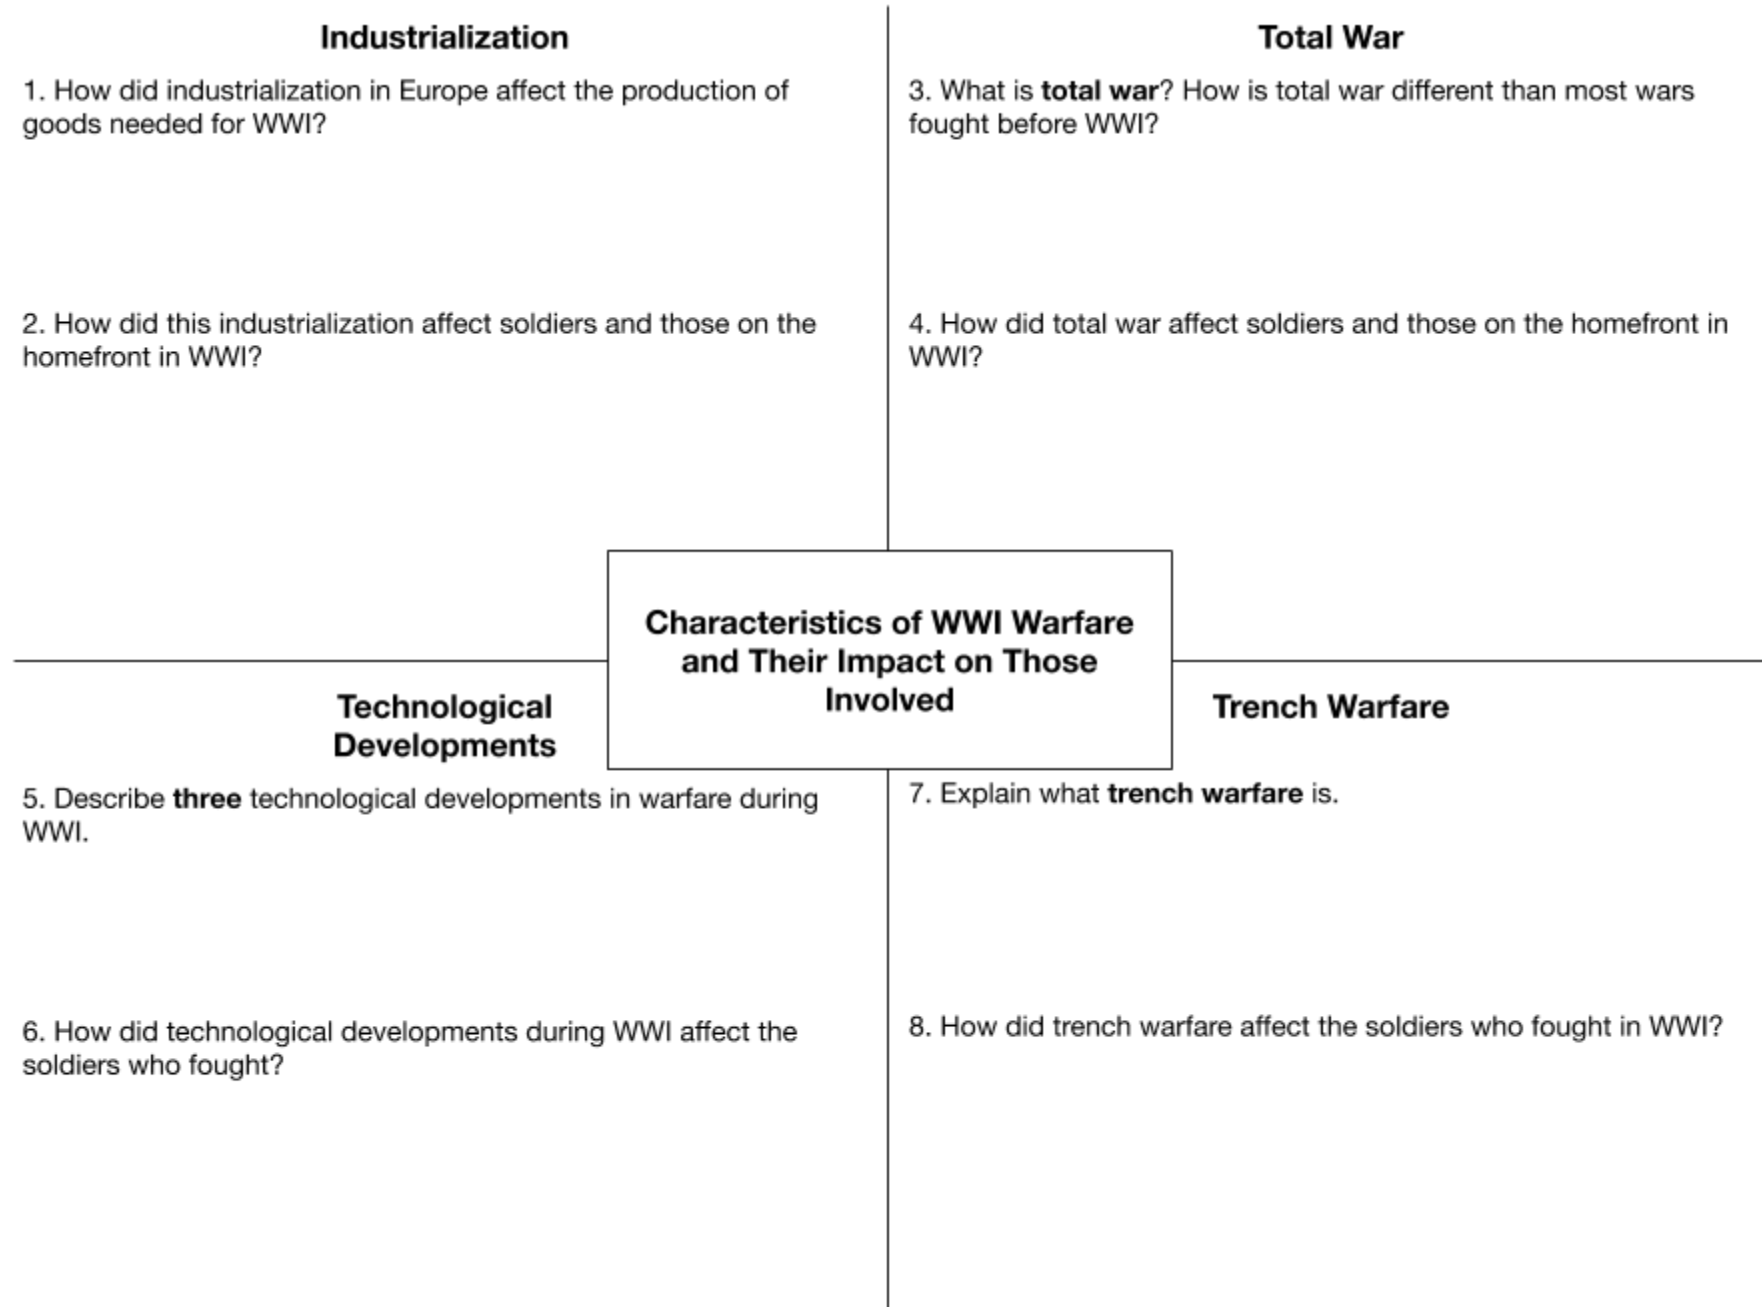 Industrialization
1. How did industrialization in Europe affect the production of
goods needed for WWI?
2. How did this industrialization affect soldiers and those on the
homefront in WWI?
Total War
3. What is total war? How is total war different than most wars
fought before WWI?
4. How did total war affect soldiers and those on the homefront in
WWI?
Characteristics of WWI Warfare
and Their Impact on Those
Involved
Technological
Developments
5. Describe three technological developments in warfare during
WWI.
6. How did technological developments during WWI affect the
soldiers who fought?
Trench Warfare
7. Explain what trench warfare is.
8. How did trench warfare affect the soldiers who fought in WWI?